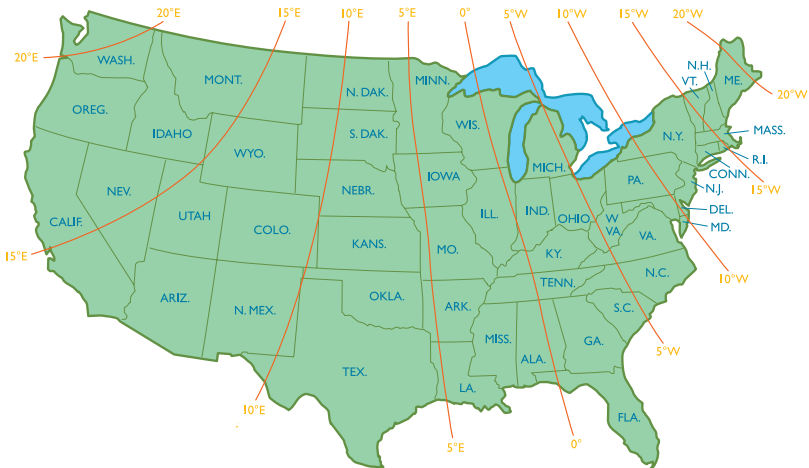 20°E
15°E
10°E
5°E
0°
5°W
10°W
15°W
20°W
20°E
WASH.
MONT.
N. DAK.
MINN.
N.H.
VT.
ME.
20°W
OREG.
IDAHO
S. DAK.
WIS.
N.Y.
MASS.
WYO.
MICH.
R.I.
CONN.
15°W
NEV.
NEBR.
IOWA
PA.
N.J.
CALIF.
UTAH
COLO.
ILL.
IND.
OHIO
W
VA.
DEL.
MD.
15°E
KANS.
MO.
KY.
VA.
10°W
ARIZ.
N. MEX.
OKLA.
ARK.
TENN.
N.C.
S.C.
5°W
TEX.
MISS.
ALA.
GA.
LA.
10°E
FLA.
5°E
0°